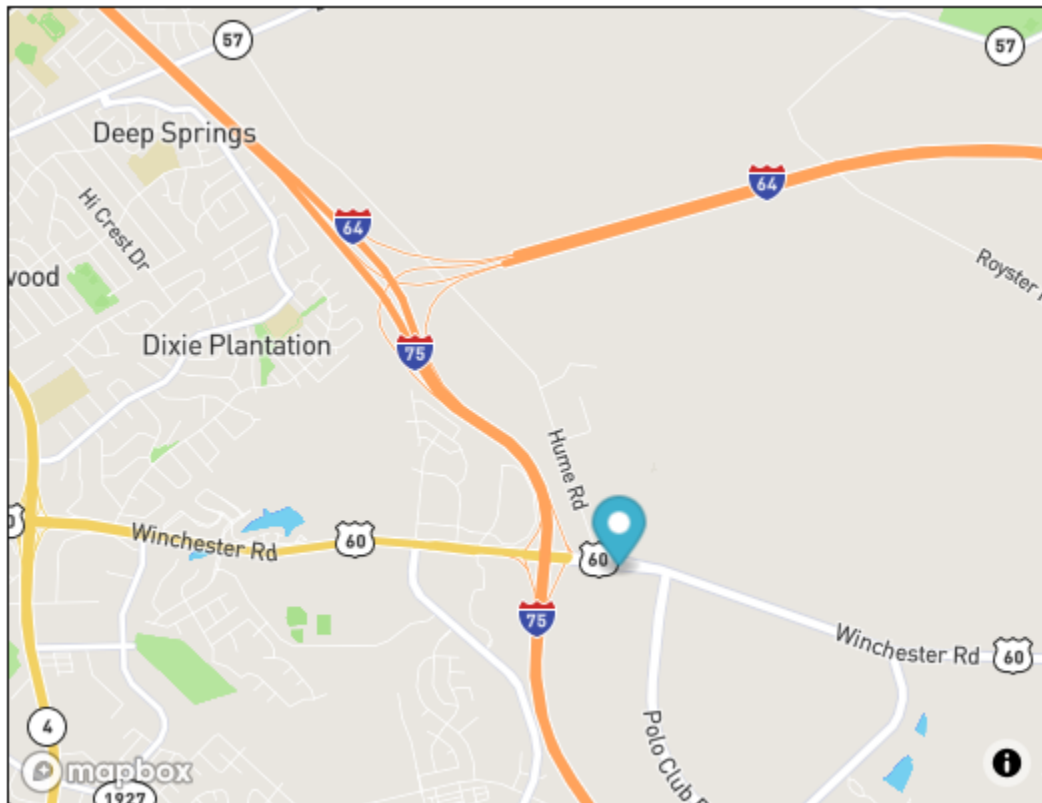 57
57
Deep Springs
64
64
Hi Crest Dr
wood
Royster
Dixie Plantation
75
Hume Rd
60
Winchester Rd
60
75
Winchester Rd
60
4
Polo Club
mapbox
1927